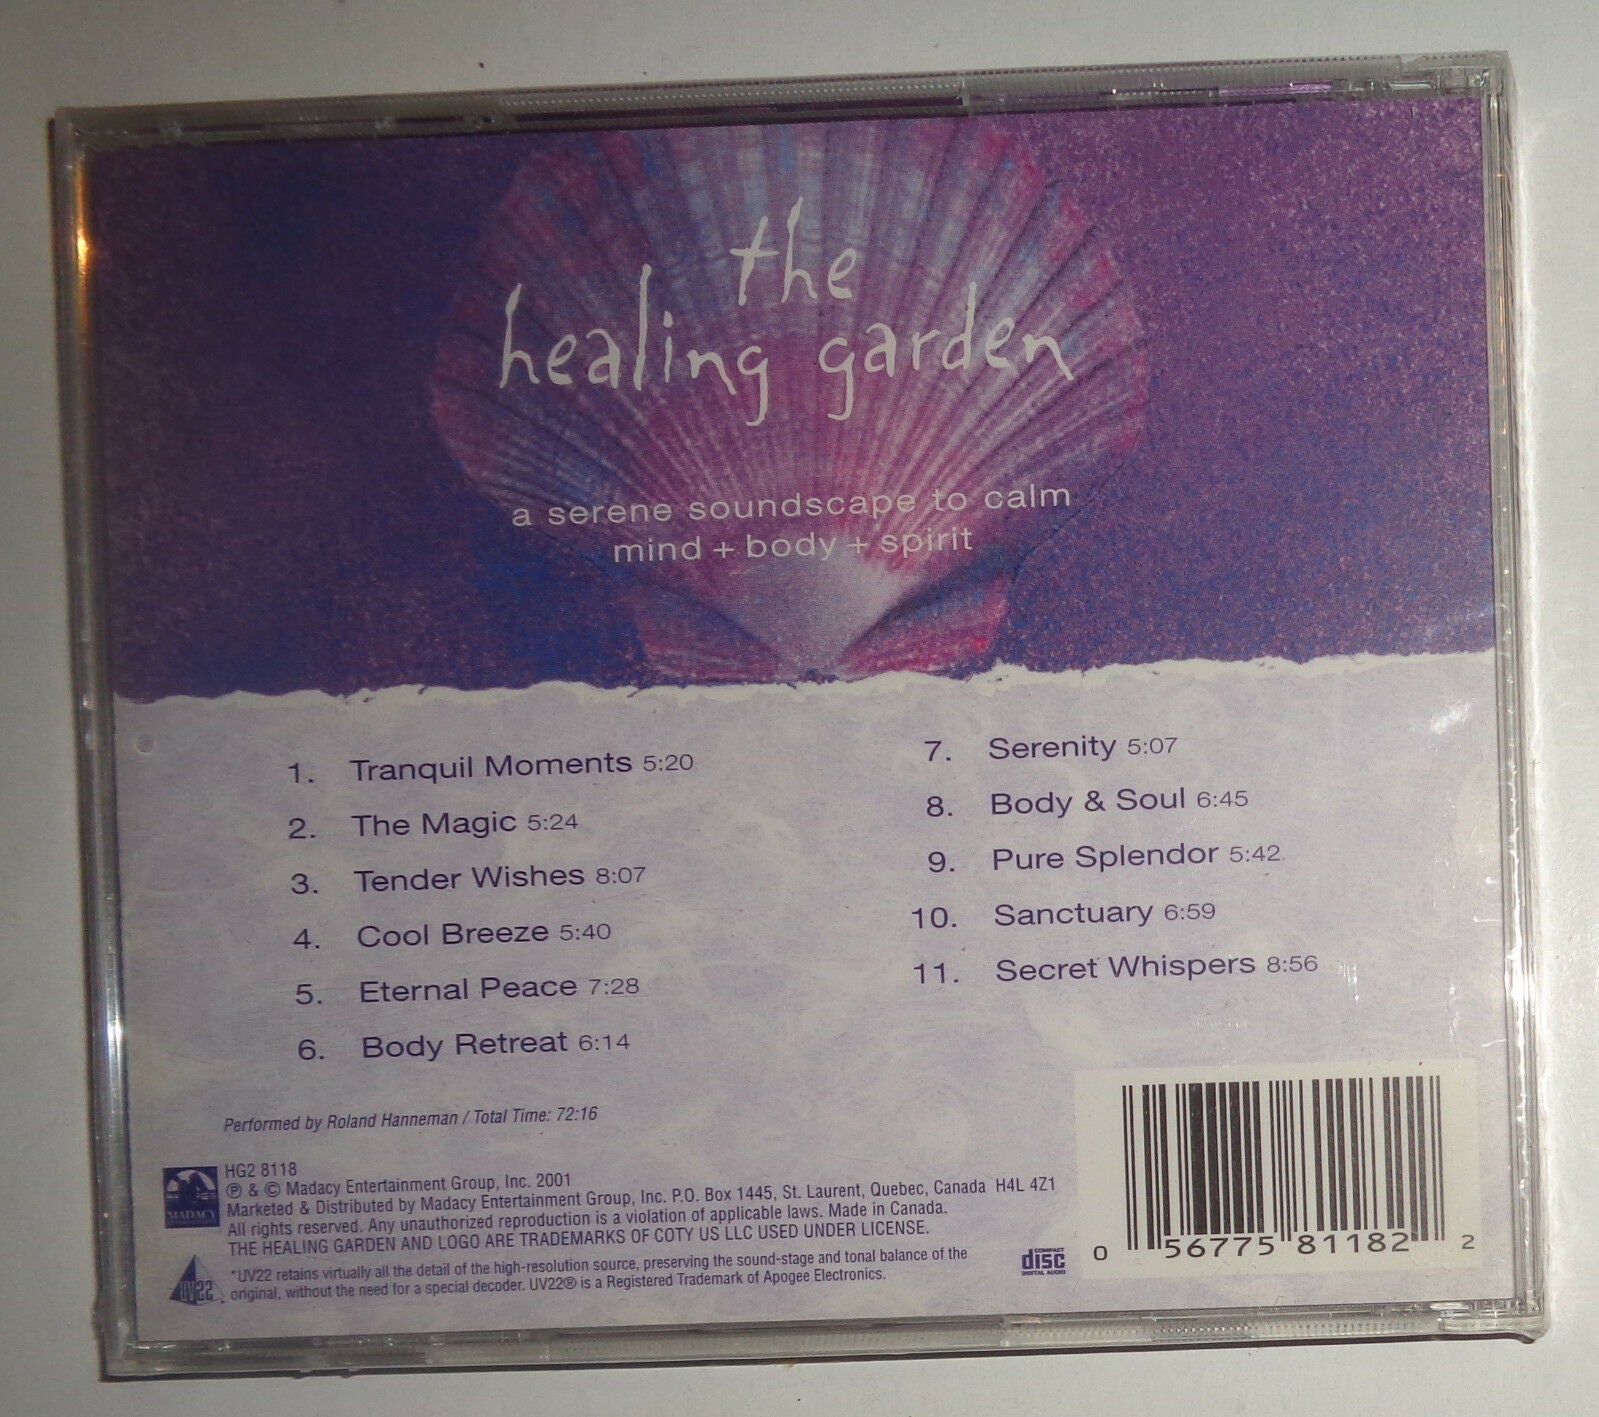 the
healing garden
a serene soundscape to calm
mind + body + spirit
1. Tranquil Moments 5:20
2. The Magic 5:24
3. Tender Wishes 8:07
4. Cool Breeze 5:40
5. Eternal Peace 7:28
6. Body Retreat 6:14
7. Serenity 5:07
8. Body & Soul 6:45
9. Pure Splendor 5:42
10. Sanctuary 6:59
11. Secret Whispers 8:56
Performed by Roland Hanneman / Total Time: 72:16
MADACY
HG2 8118
℗ & © Madacy Entertainment Group, Inc. 2001
Marketed & Distributed by Madacy Entertainment Group, Inc. P.O. Box 1445, St. Laurent, Quebec, Canada H4L 4Z1
All rights reserved. Any unauthorized reproduction is a violation of applicable laws. Made in Canada.
THE HEALING GARDEN AND LOGO ARE TRADEMARKS OF COTY US LLC USED UNDER LICENSE.
UV22
*UV22 retains virtually all the detail of the high-resolution source, preserving the sound-stage and tonal balance of the
original, without the need for a special decoder. UV22® is a Registered Trademark of Apogee Electronics.
COMPACT
disc
DIGITAL AUDIO
0 56775 81182 2